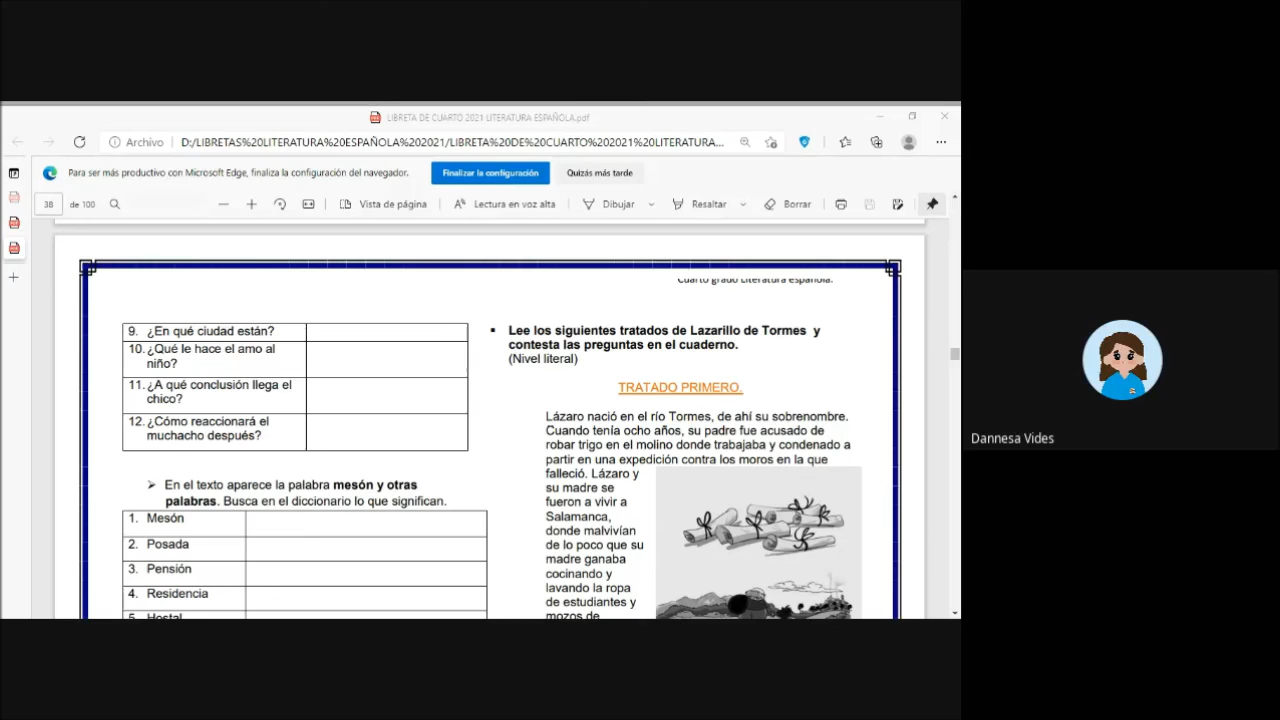 LIBRETA DE CUARTO 2021 LITERATURA ESPAÑOLA.pdf
Archivo
D:/LIBRETAS%20LITERATURA%20ESPAÑOLA%202021/LIBRETA%20DE%20CUARTO%202021%20LITERATURA...
Para ser más productivo con Microsoft Edge, finaliza la configuración del navegador.
Finalizar la configuración
Quizás más tarde
38 de 100
Vista de página
Lectura en voz alta
Dibujar
Resaltar
Borrar
Cuarto grado Literatura española.
9. ¿En qué ciudad están?
10. ¿Qué le hace el amo al
niño?
11. ¿A qué conclusión llega el
chico?
12. ¿Cómo reaccionará el
muchacho después?
➢ En el texto aparece la palabra mesón y otras
palabras. Busca en el diccionario lo que significan.
1. Mesón
2. Posada
3. Pensión
4. Residencia
5. Hostal
▪ Lee los siguientes tratados de Lazarillo de Tormes y
contesta las preguntas en el cuaderno.
(Nivel literal)
TRATADO PRIMERO.
Lázaro nació en el río Tormes, de ahí su sobrenombre.
Cuando tenía ocho años, su padre fue acusado de
robar trigo en el molino donde trabajaba y condenado a
partir en una expedición contra los moros en la que
falleció. Lázaro y
su madre se
fueron a vivir a
Salamanca,
donde malvivían
de lo poco que su
madre ganaba
cocinando y
lavando la ropa
de estudiantes y
mozos de
Dannesa Vides